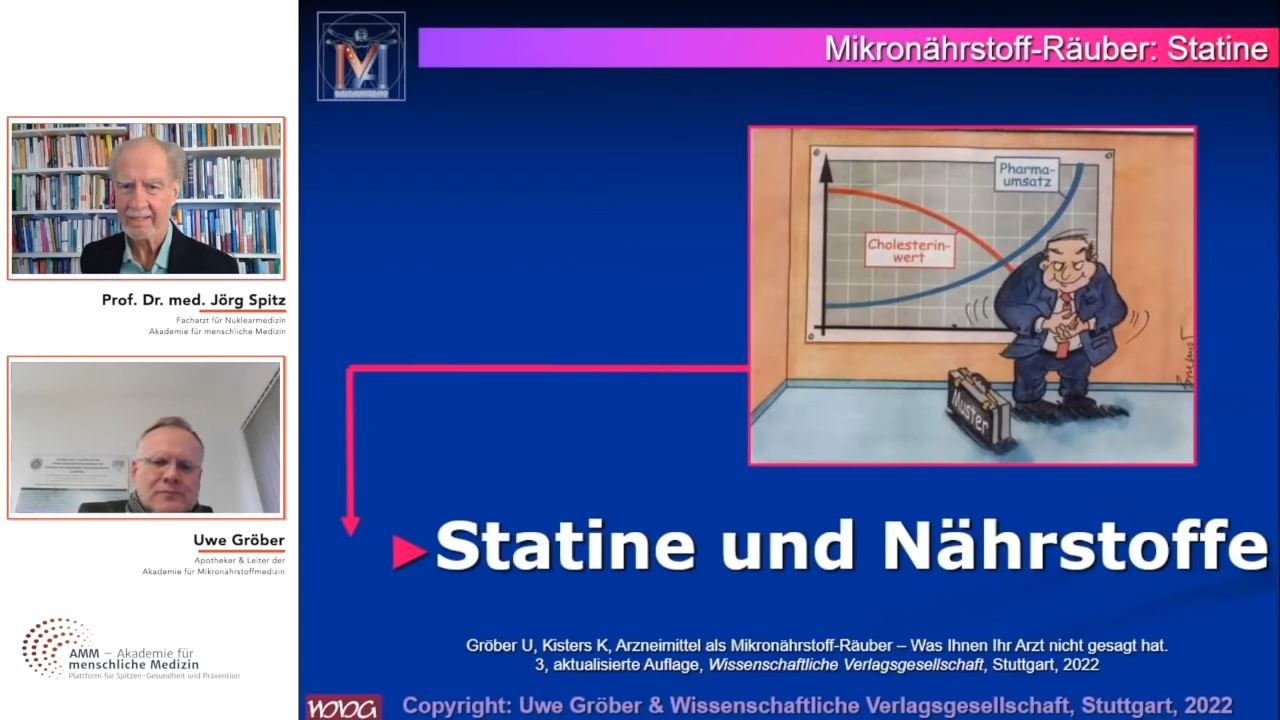 Mikronährstoff-Räuber: Statine
Pharma-
umsatz
Cholesterin-
wert
Muster
Prof. Dr. med. Jörg Spitz
Facharzt für Nuklearmedizin
Akademie für menschliche Medizin
Uwe Gröber
Apotheker & Leiter der
Akademie für Mikronährstoffmedizin
AMM – Akademie für
menschliche Medizin
Plattform für Spitzen-Gesundheit und Prävention
Statine und Nährstoffe
Gröber U, Kisters K, Arzneimittel als Mikronährstoff-Räuber – Was Ihnen Ihr Arzt nicht gesagt hat.
3, aktualisierte Auflage, Wissenschaftliche Verlagsgesellschaft, Stuttgart, 2022
Copyright: Uwe Gröber & Wissenschaftliche Verlagsgesellschaft, Stuttgart, 2022